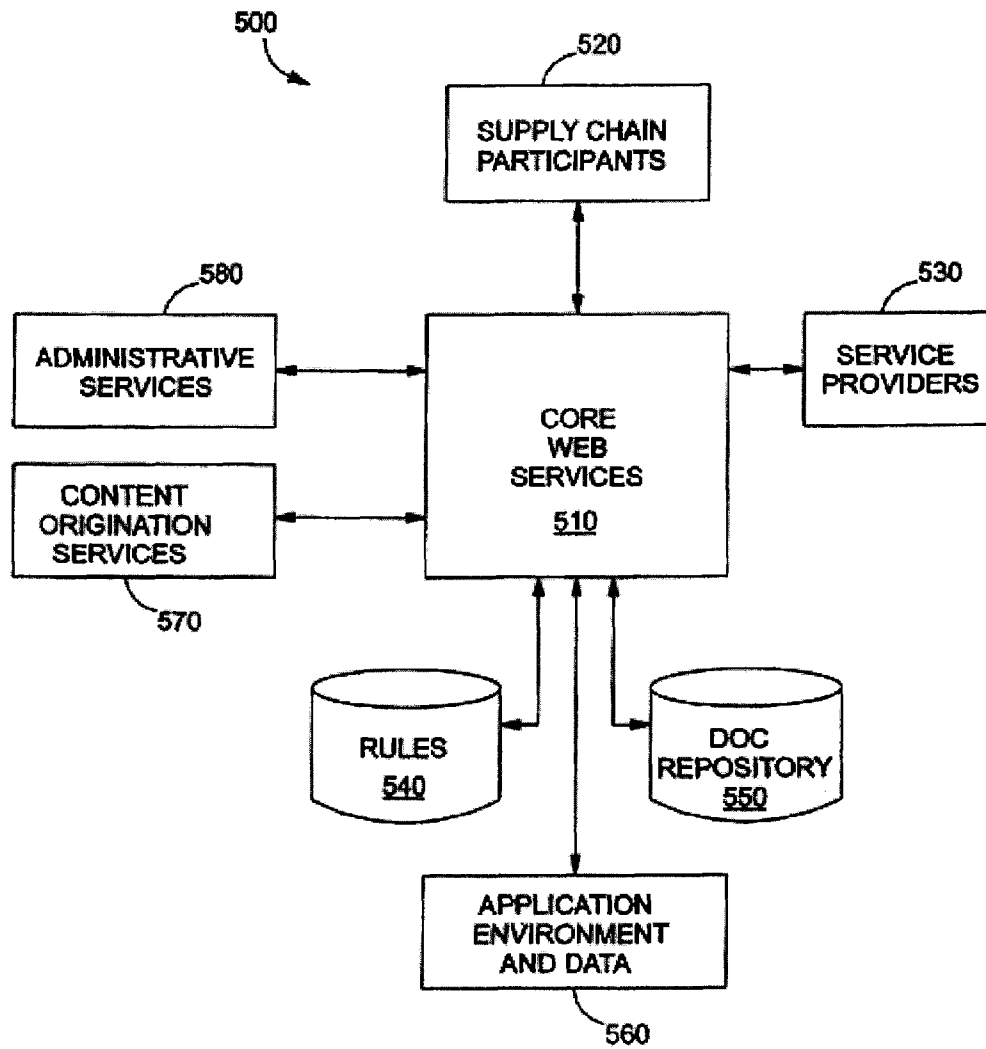 500
520
SUPPLY CHAIN
PARTICIPANTS
580
530
ADMINISTRATIVE
SERVICES
SERVICE
PROVIDERS
CORE
WEB
SERVICES
510
CONTENT
ORIGINATION
SERVICES
570
RULES
540
DOC
REPOSITORY
550
APPLICATION
ENVIRONMENT
AND DATA
560